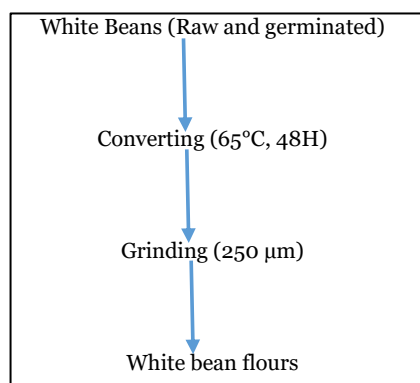 White Beans (Raw and germinated)
Converting (65°C, 48H)
Grinding (250 µm)
White bean flours